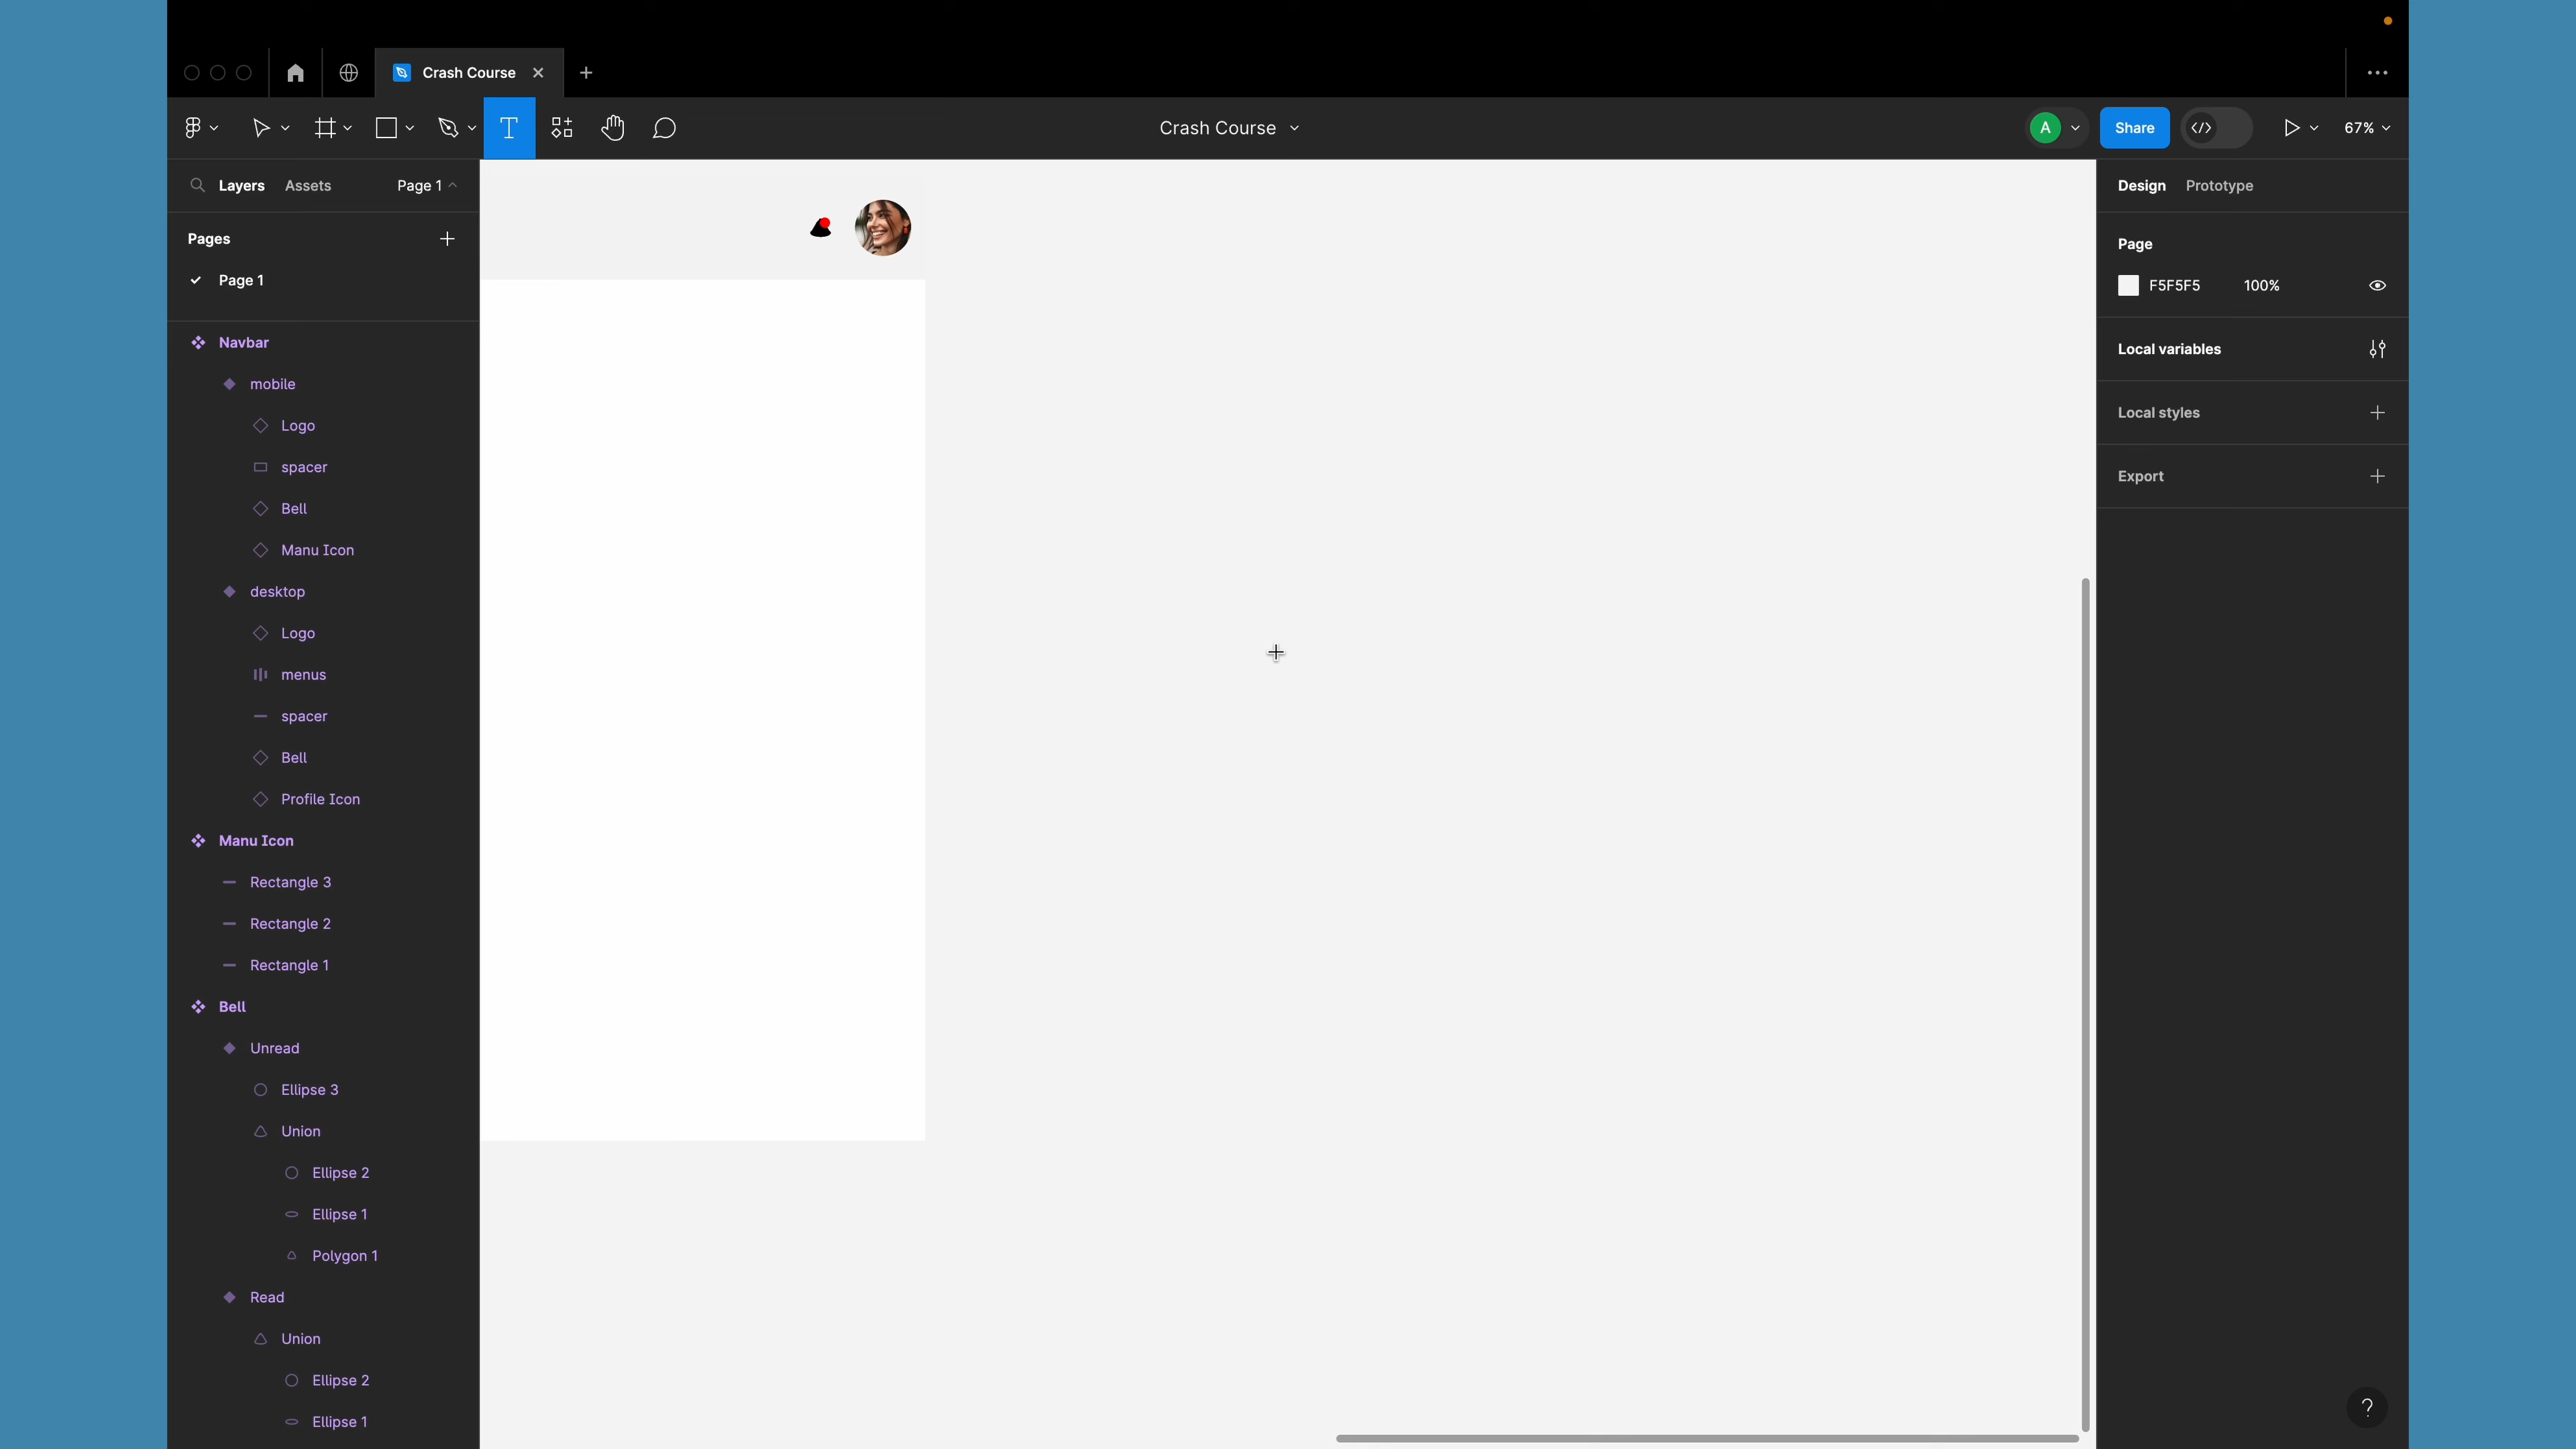 Crash Course
Crash Course
A
Share
67%
Layers
Assets
Page 1
Pages
Page 1
Navbar
mobile
Logo
spacer
Bell
Manu Icon
desktop
Logo
menus
spacer
Bell
Profile Icon
Manu Icon
Rectangle 3
Rectangle 2
Rectangle 1
Bell
Unread
Ellipse 3
Union
Ellipse 2
Ellipse 1
Polygon 1
Read
Union
Ellipse 2
Ellipse 1
Design
Prototype
Page
F5F5F5
100%
Local variables
Local styles
Export
?